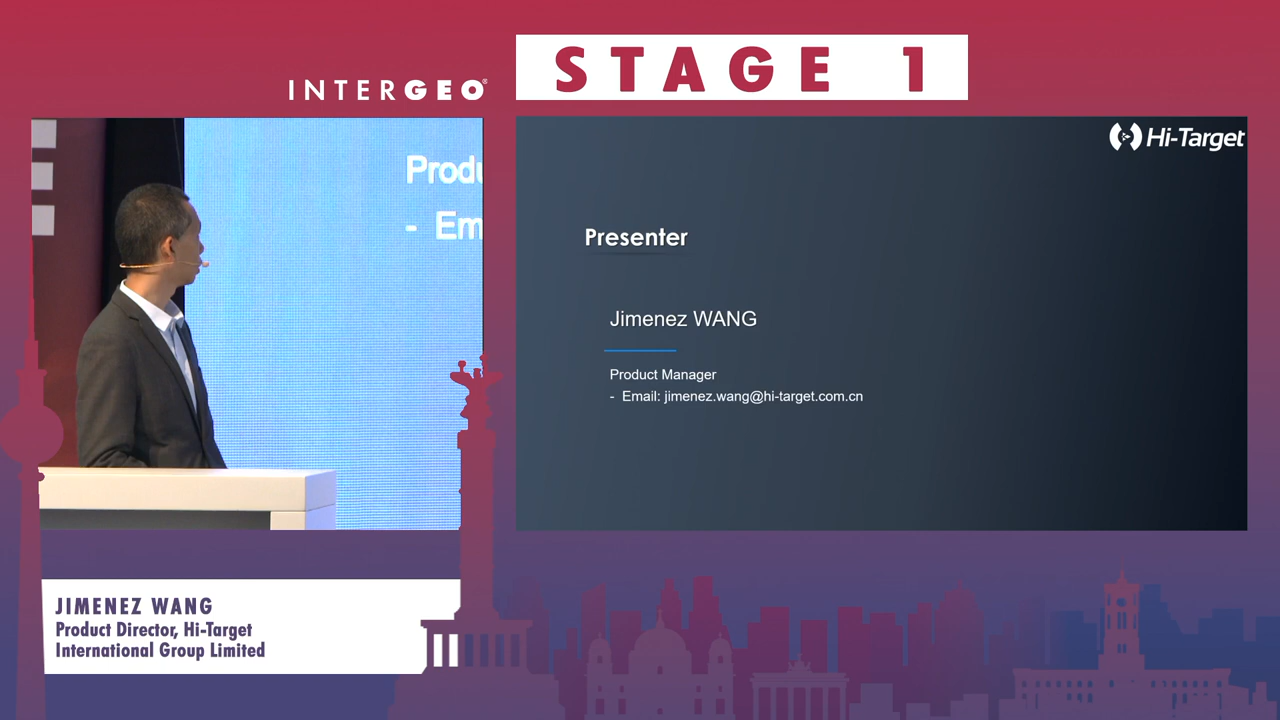 INTERGEO®
STAGE 1
Produ
- Em
Hi-Target
Presenter
Jimenez WANG
Product Manager
- Email: jimenez.wang@hi-target.com.cn
JIMENEZ WANG
Product Director, Hi-Target
International Group Limited